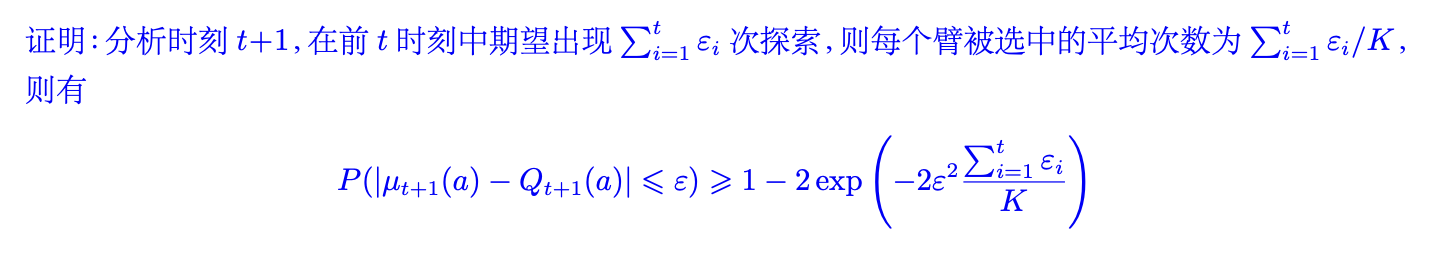 证明:分析时刻 $t+1$,在前 $t$ 时刻中期望出现 $\sum_{i=1}^{t} \varepsilon_i$ 次探索,则每个臂被选中的平均次数为 $\sum_{i=1}^{t} \varepsilon_i/K$,
则有
$P(|\mu_{t+1}(a) - Q_{t+1}(a)| \leqslant \varepsilon) \geqslant 1 - 2\exp\left(-2\varepsilon^2 \frac{\sum_{i=1}^{t} \varepsilon_i}{K}\right)$